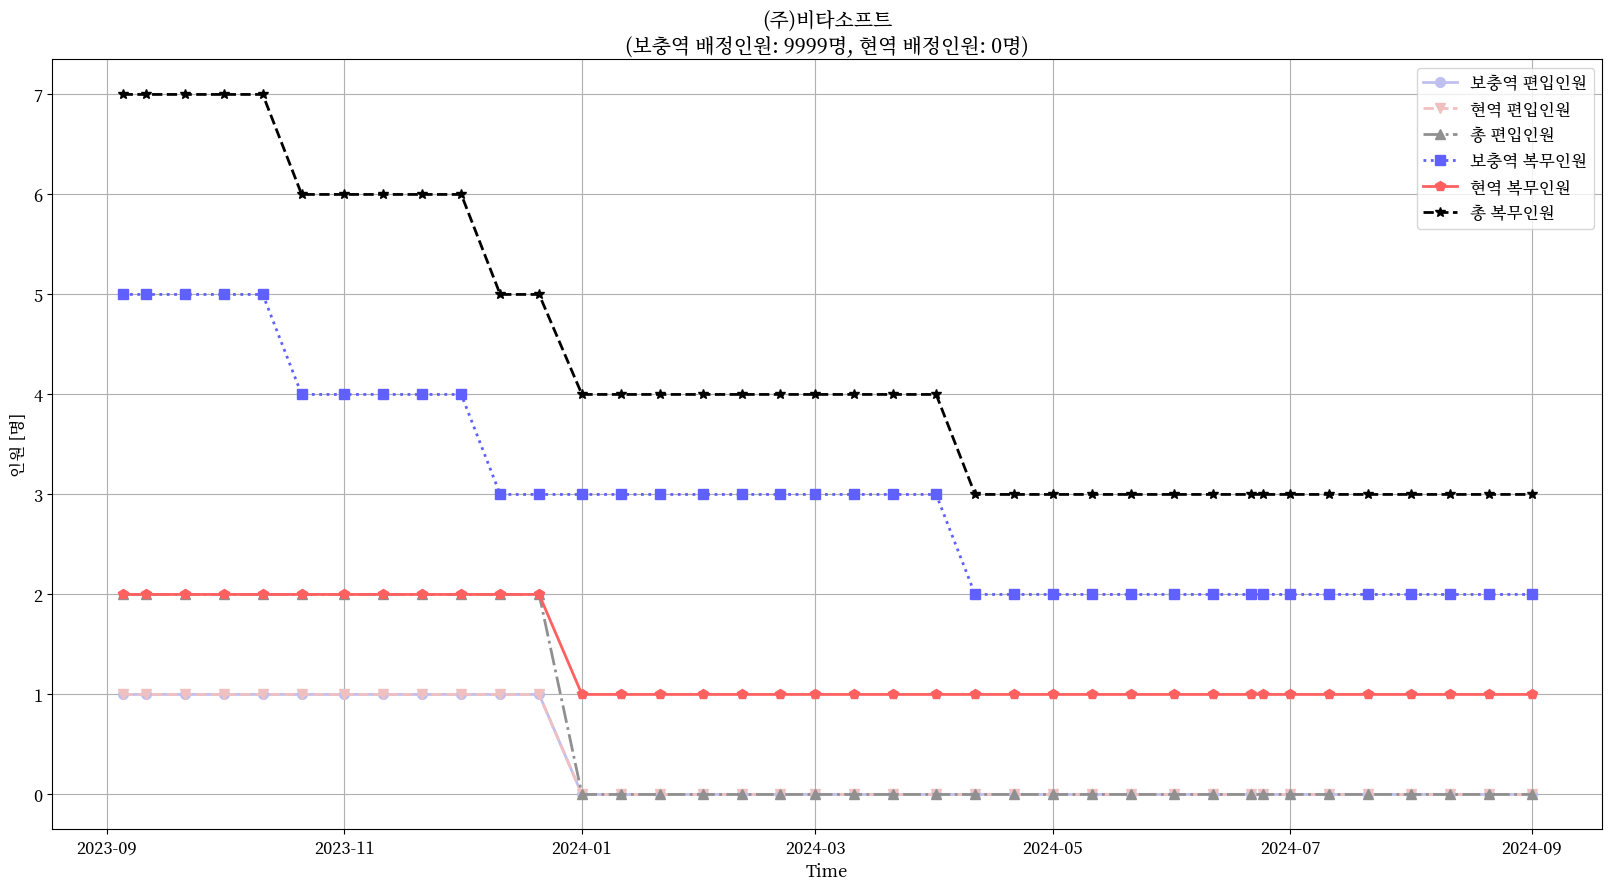 (주)비타소프트
(보충역 배정인원: 9999명, 현역 배정인원: 0명)
보충역 편입인원
현역 편입인원
총 편입인원
보충역 복무인원
현역 복무인원
총 복무인원
인원 [명]
7
6
5
4
3
2
1
0
2023-09
2023-11
2024-01
2024-03
2024-05
2024-07
2024-09
Time